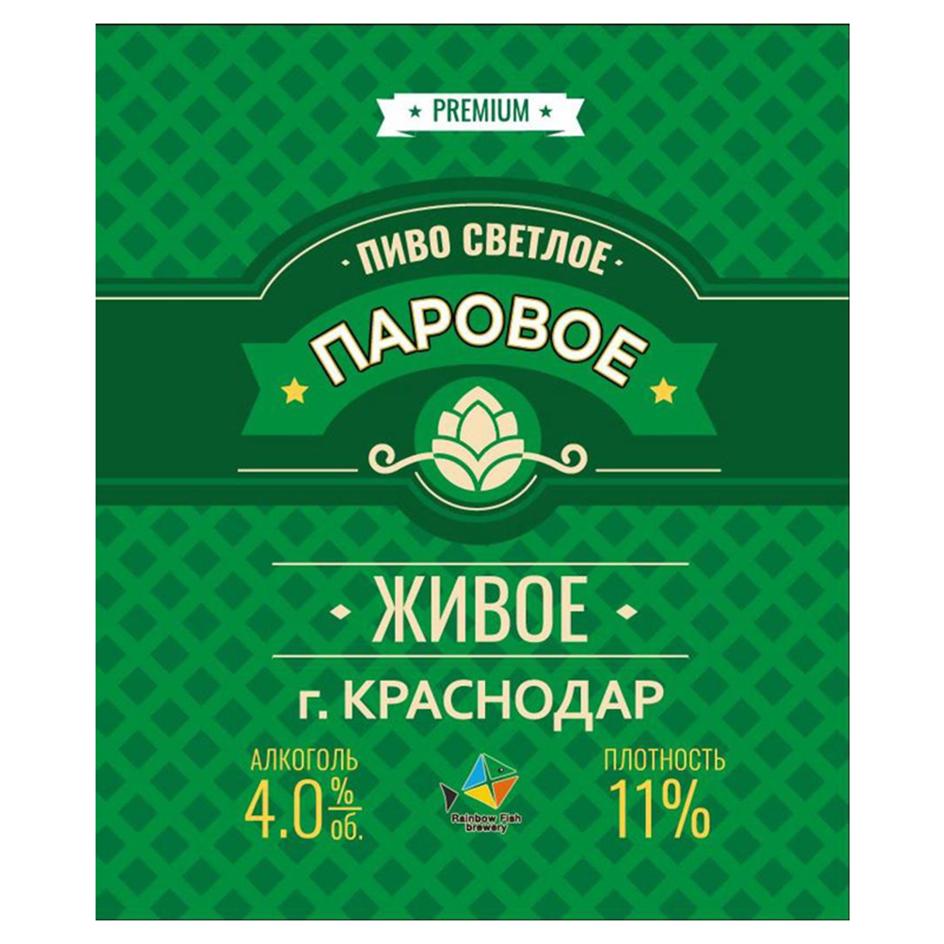 PREMIUM
ПИВО СВЕТЛОЕ
ПАРОВОЕ
ЖИВОЕ
г. КРАСНОДАР
АЛКОГОЛЬ
4.0 % об.
Rainbow Fish
brewery
ПЛОТНОСТЬ
11%